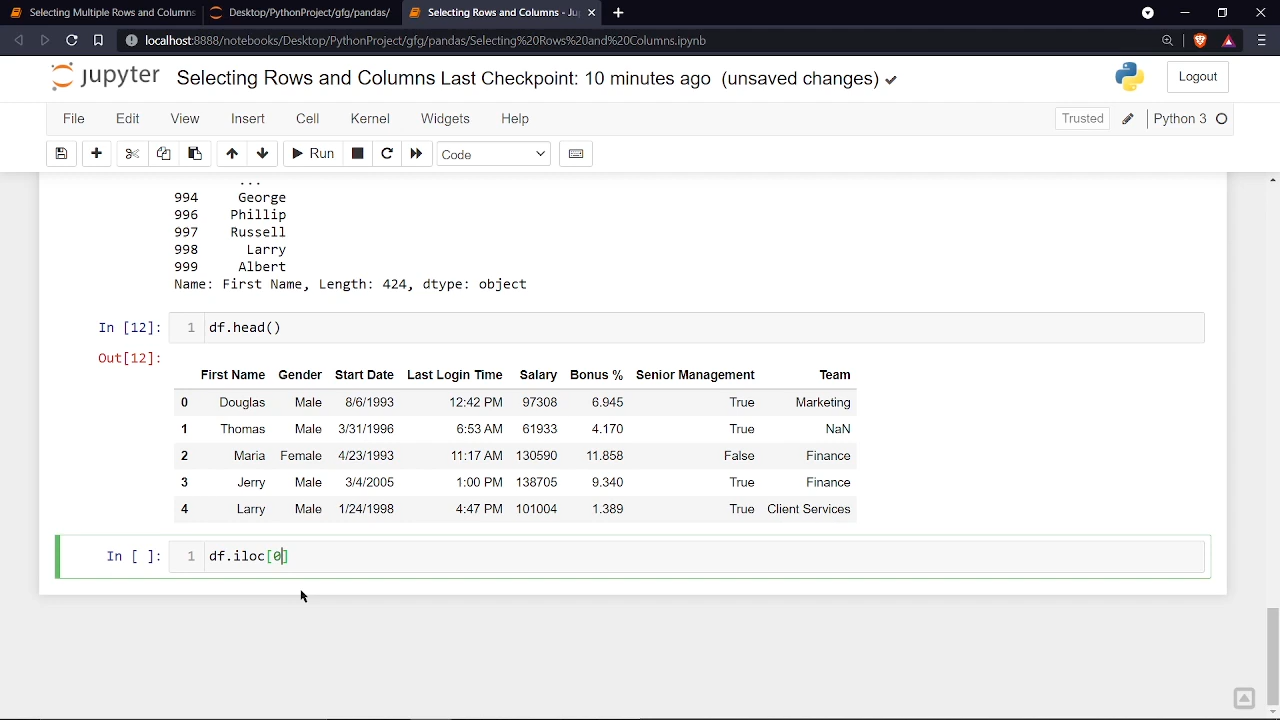 Selecting Multiple Rows and Columns
Desktop/PythonProject/gfg/pandas/
Selecting Rows and Columns - Ju
localhost:8888/notebooks/Desktop/PythonProject/gfg/pandas/Selecting%20Rows%20and%20Columns.ipynb
jupyter Selecting Rows and Columns Last Checkpoint: 10 minutes ago (unsaved changes) Logout
File Edit View Insert Cell Kernel Widgets Help Trusted Python 3
Run Code
...
994 George
996 Phillip
997 Russell
998 Larry
999 Albert
Name: First Name, Length: 424, dtype: object
In [12]: 1 df.head()
Out[12]:
First Name Gender Start Date Last Login Time Salary Bonus % Senior Management Team
0 Douglas Male 8/6/1993 12:42 PM 97308 6.945 True Marketing
1 Thomas Male 3/31/1996 6:53 AM 61933 4.170 True NaN
2 Maria Female 4/23/1993 11:17 AM 130590 11.858 False Finance
3 Jerry Male 3/4/2005 1:00 PM 138705 9.340 True Finance
4 Larry Male 1/24/1998 4:47 PM 101004 1.389 True Client Services
In [ ]: 1 df.iloc[0]